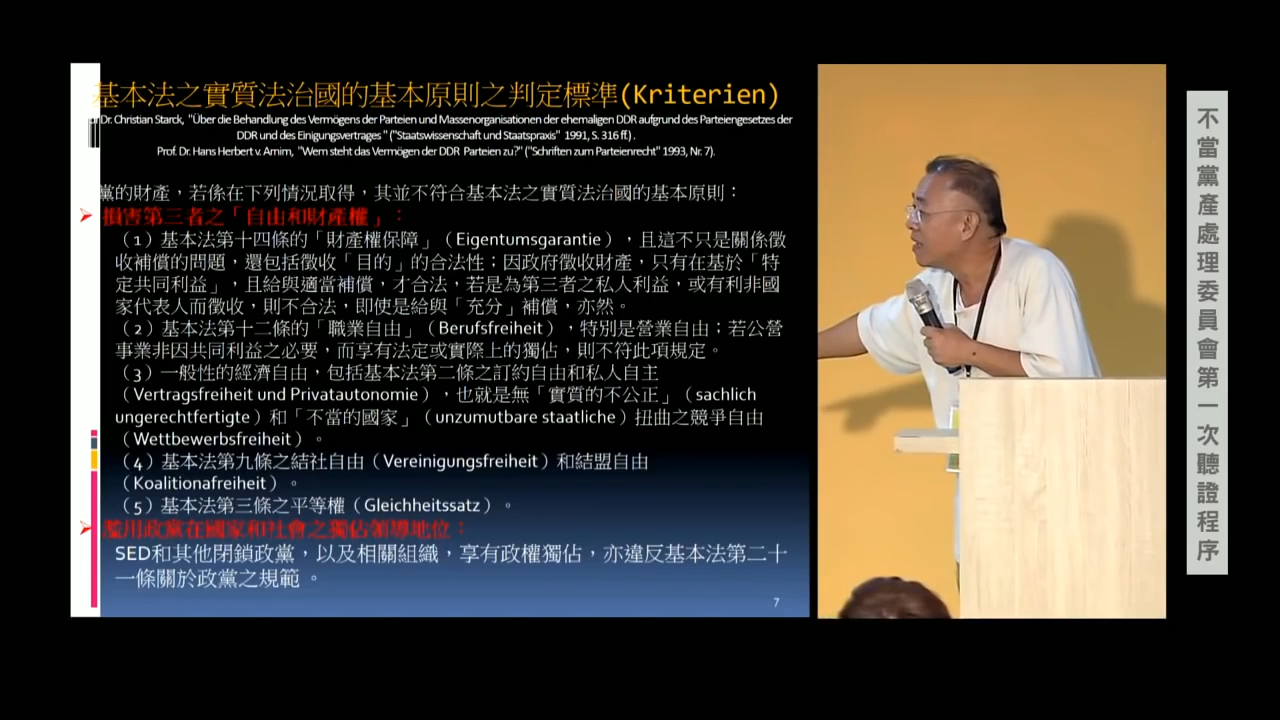 基本法之實質法治國的基本原則之判定標準(Kriterien)
Dr. Christian Starck, "Über die Behandlung des Vermögens der Parteien und Massenorganisationen der ehemaligen DDR aufgrund des Parteiengesetzes der
DDR und des Einigungsvertrages " ("Staatswissenschaft und Staatspraxis" 1991, S. 316 ff.) .
Prof. Dr. Hans Herbert v. Arnim, "Wem steht das Vermögen der DDR Parteien zu?" ("Schriften zum Parteienrecht" 1993, Nr. 7).
黨的財產，若係在下列情況取得，其並不符合基本法之實質法治國的基本原則：
➢ 損害第三者之「自由和財產權」：
（1）基本法第十四條的「財產權保障」（Eigentumsgarantie），且這不只是關係徵
收補償的問題，還包括徵收「目的」的合法性；因政府徵收財產，只有在基於「特
定共同利益」，且給與適當補償，才合法，若是為第三者之私人利益，或有利非國
家代表人而徵收，則不合法，即使是給與「充分」補償，亦然。
（2）基本法第十二條的「職業自由」（Berufsfreiheit），特別是營業自由；若公營
事業非因共同利益之必要，而享有法定或實際上的獨佔，則不符此項規定。
（3）一般性的經濟自由，包括基本法第二條之訂約自由和私人自主
（Vertragsfreiheit und Privatautonomie），也就是無「實質的不公正」（sachlich
ungerechtfertigte）和「不當的國家」（unzumutbare staatliche）扭曲之競爭自由
（Wettbewerbsfreiheit）。
（4）基本法第九條之結社自由（Vereinigungsfreiheit）和結盟自由
（Koalitionafreiheit）。
（5）基本法第三條之平等權（Gleichheitssatz）。
➢ 濫用政黨在國家和社會之獨佔領導地位：
SED和其他閉鎖政黨，以及相關組織，享有政權獨佔，亦違反基本法第二十
一條關於政黨之規範 。
7
不當黨產處理委員會第一次聽證程序